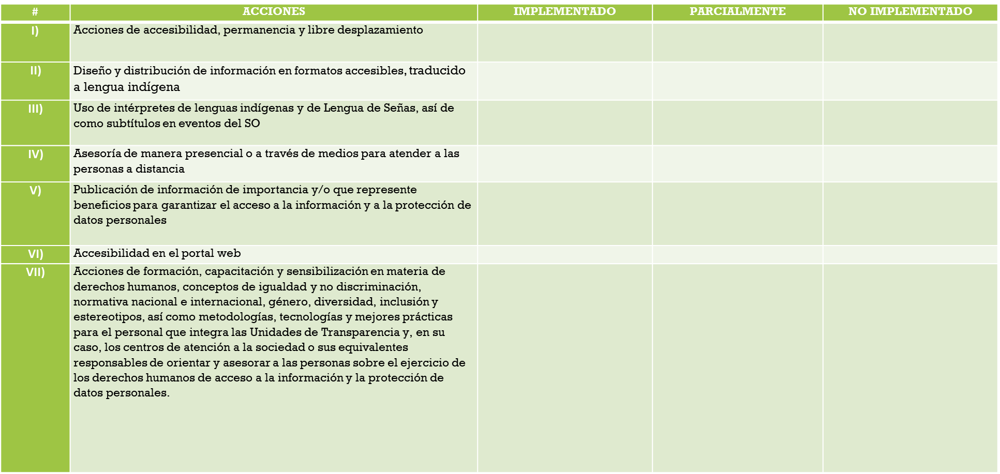 # ACCIONES IMPLEMENTADO PARCIALMENTE NO IMPLEMENTADO
I) Acciones de accesibilidad, permanencia y libre desplazamiento
II) Diseño y distribución de información en formatos accesibles, traducido
a lengua indígena
III) Uso de intérpretes de lenguas indígenas y de Lengua de Señas, así de
como subtítulos en eventos del SO
IV) Asesoría de manera presencial o a través de medios para atender a las
personas a distancia
V) Publicación de información de importancia y/o que represente
beneficios para garantizar el acceso a la información y a la protección de
datos personales
VI) Accesibilidad en el portal web
VII) Acciones de formación, capacitación y sensibilización en materia de
derechos humanos, conceptos de igualdad y no discriminación,
normativa nacional e internacional, género, diversidad, inclusión y
estereotipos, así como metodologías, tecnologías y mejores prácticas
para el personal que integra las Unidades de Transparencia y, en su
caso, los centros de atención a la sociedad o sus equivalentes
responsables de orientar y asesorar a las personas sobre el ejercicio de
los derechos humanos de acceso a la información y la protección de
datos personales.